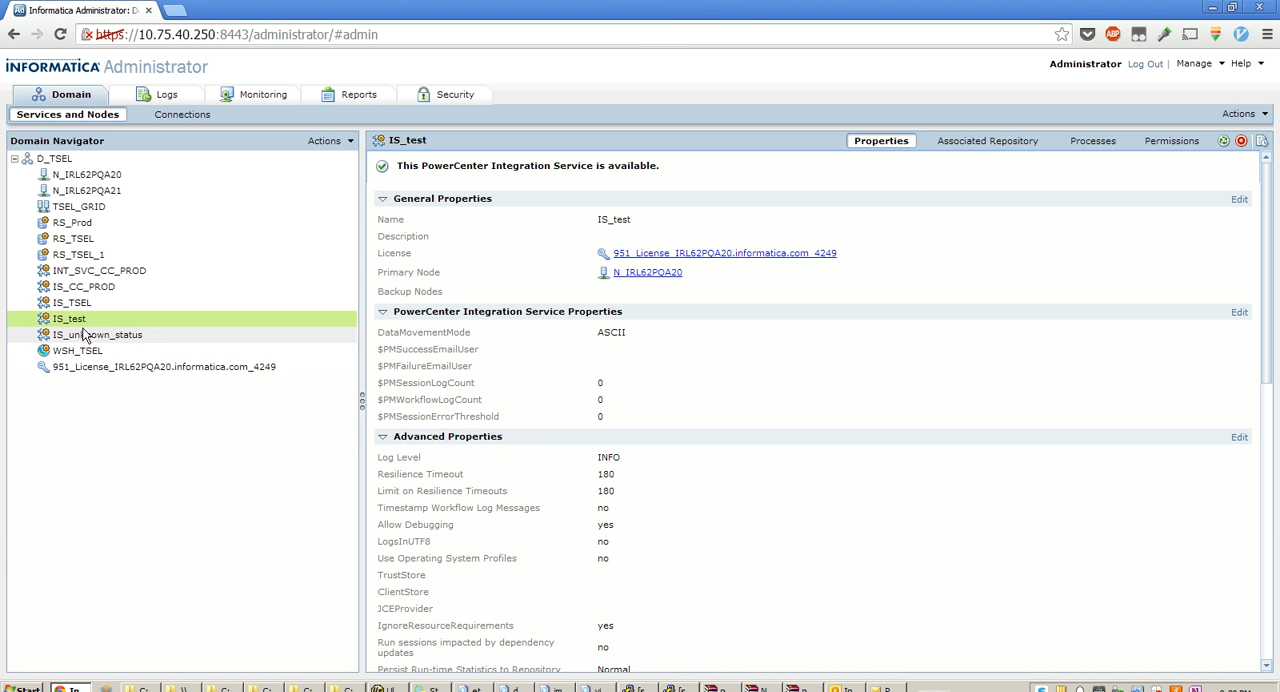 Informatica Administrator: D
https://10.75.40.250:8443/administrator/#admin
INFORMATICA Administrator
Administrator Log Out | Manage Help
Domain Logs Monitoring Reports Security
Services and Nodes Connections Actions
Domain Navigator Actions
D_TSEL
N_IRL62PQA20
N_IRL62PQA21
TSEL_GRID
RS_Prod
RS_TSEL
RS_TSEL_1
INT_SVC_CC_PROD
IS_CC_PROD
IS_TSEL
IS_test
IS_unknown_status
WSH_TSEL
951_License_IRL62PQA20.informatica.com_4249
IS_test Properties Associated Repository Processes Permissions
This PowerCenter Integration Service is available.
General Properties Edit
Name IS_test
Description
License 951_License_IRL62PQA20.informatica.com_4249
Primary Node N_IRL62PQA20
Backup Nodes
PowerCenter Integration Service Properties Edit
DataMovementMode ASCII
$PMSuccessEmailUser
$PMFailureEmailUser
$PMSessionLogCount 0
$PMWorkflowLogCount 0
$PMSessionErrorThreshold 0
Advanced Properties Edit
Log Level INFO
Resilience Timeout 180
Limit on Resilience Timeouts 180
Timestamp Workflow Log Messages no
Allow Debugging yes
LogsInUTF8 no
Use Operating System Profiles no
TrustStore
ClientStore
JCEProvider
IgnoreResourceRequirements yes
Run sessions impacted by dependency updates no
Persist Run-time Statistics to Repository Normal
Start